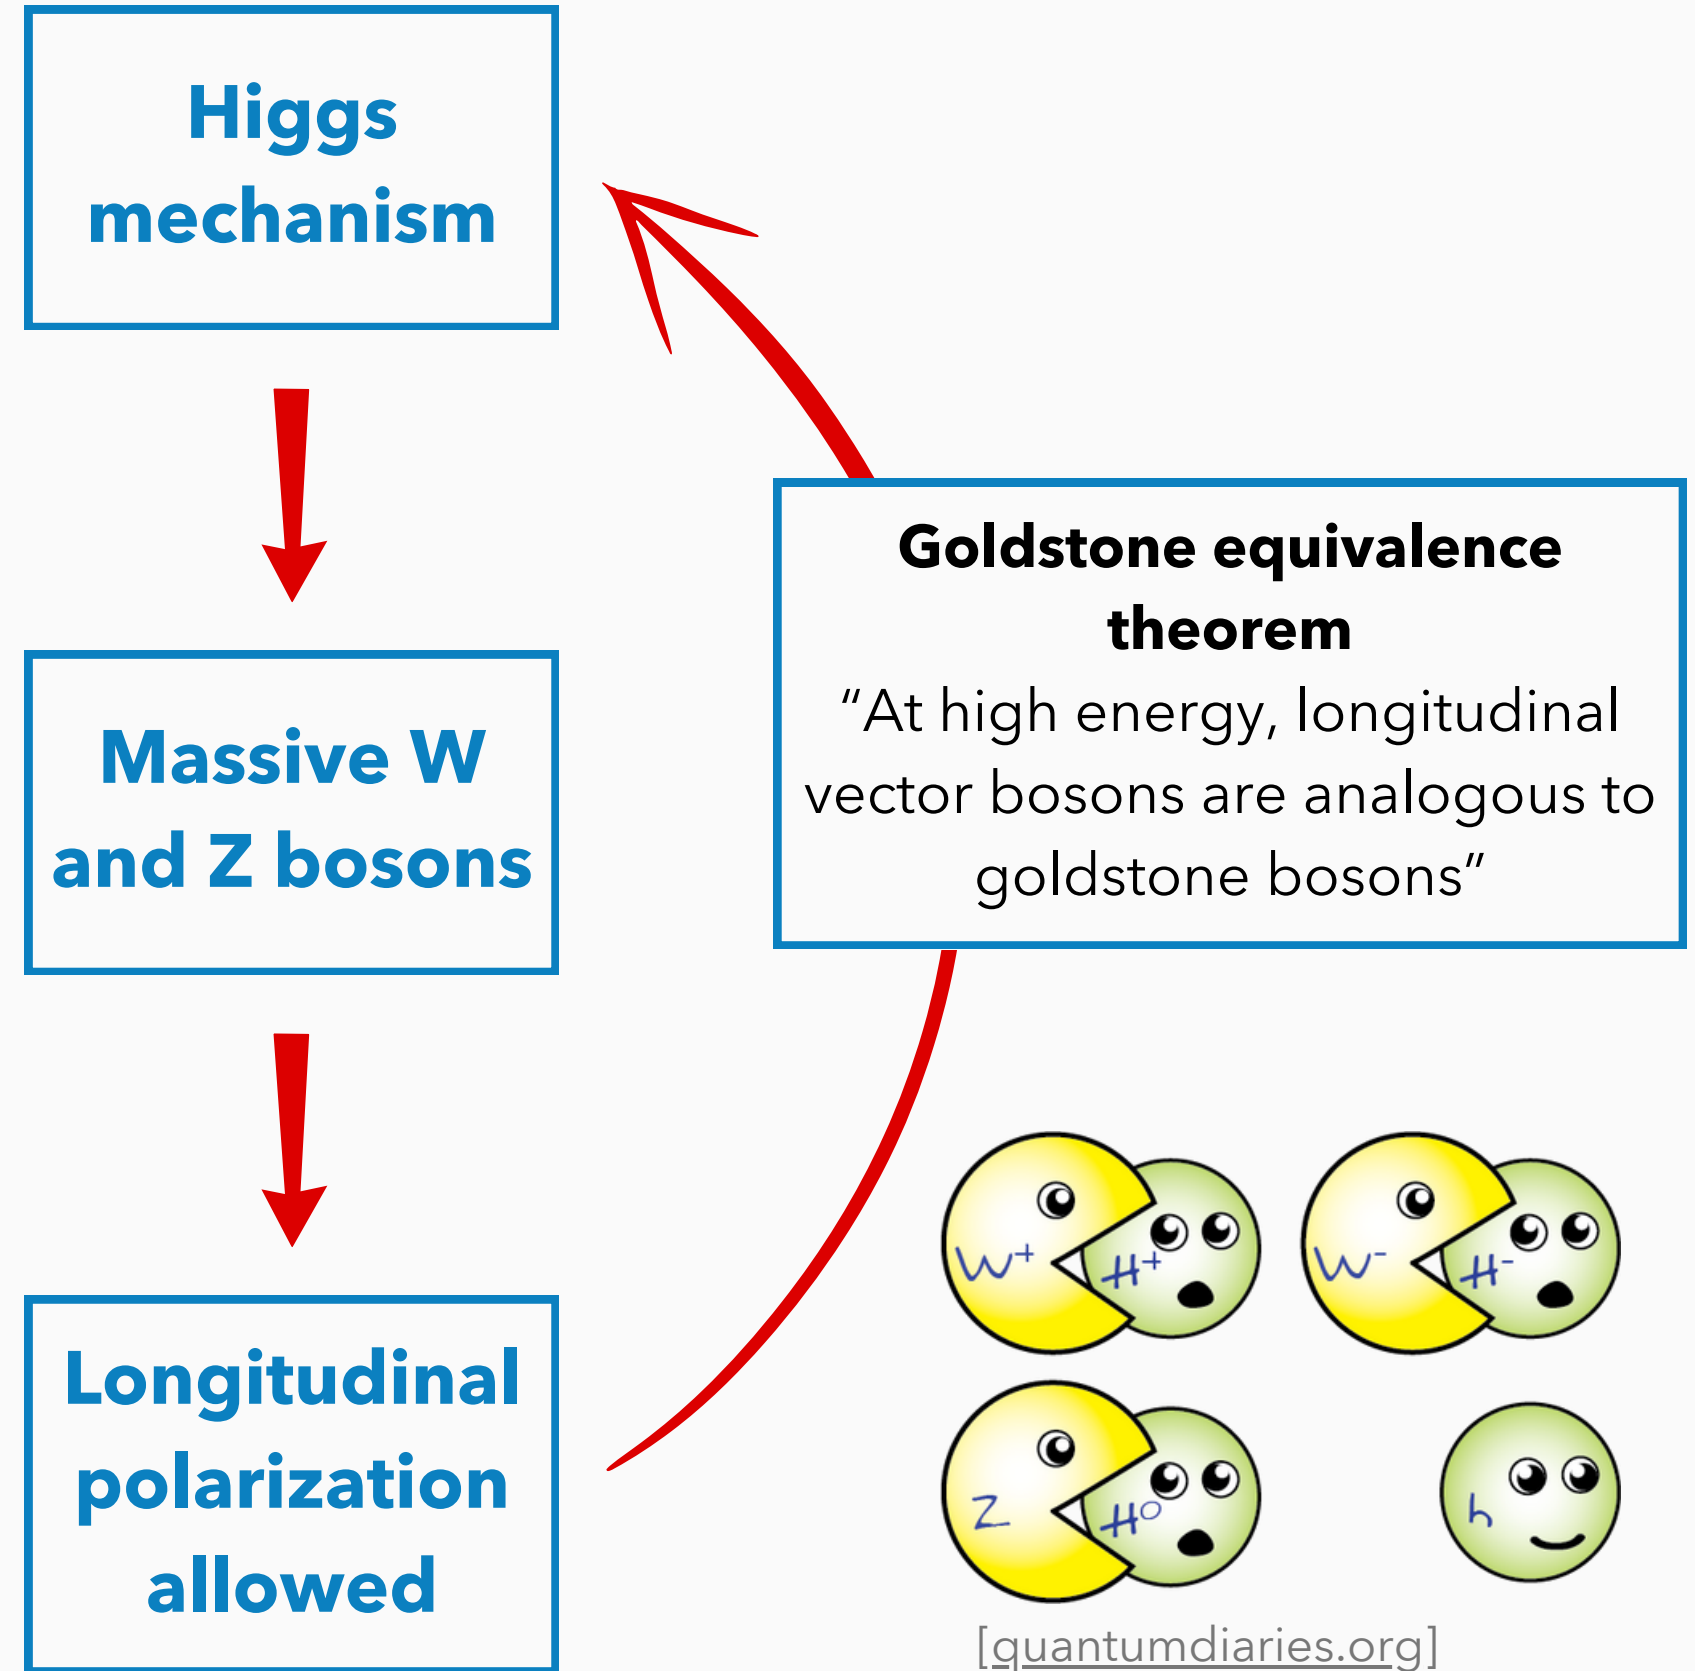 Higgs
mechanism
Massive W
and Z bosons
Longitudinal
polarization
allowed
Goldstone equivalence
theorem
“At high energy, longitudinal
vector bosons are analogous to
goldstone bosons”
W⁺ H⁺ W⁻ H⁻
Z H⁰ h
[quantumdiaries.org]